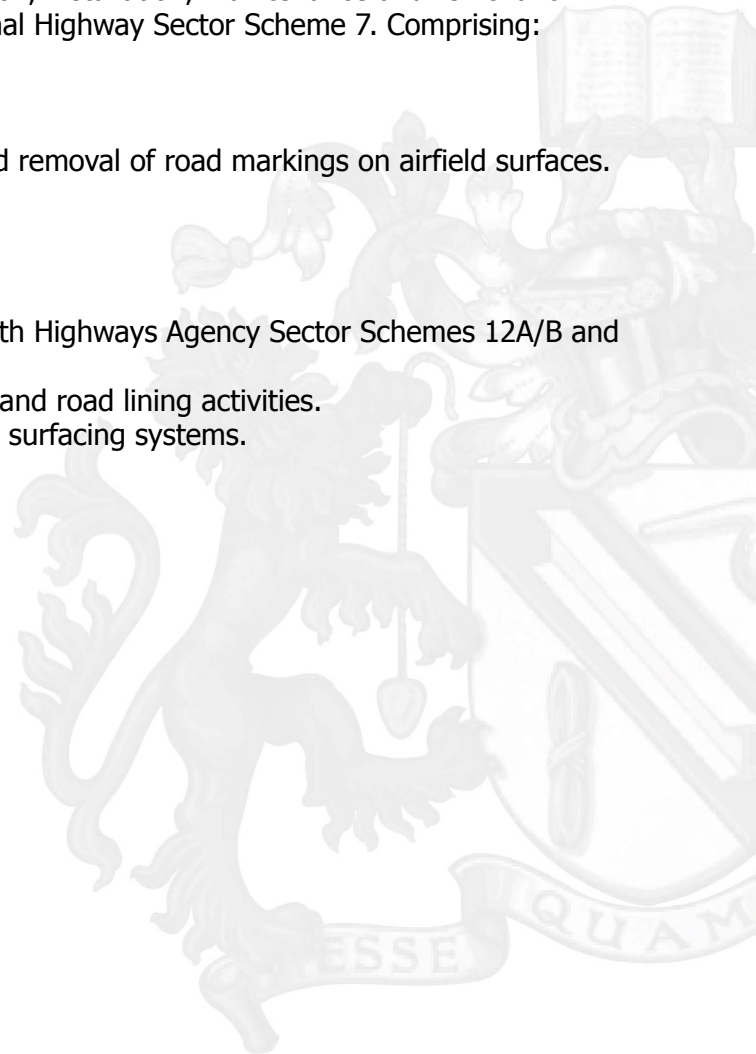 nal Highway Sector Scheme 7. Comprising:
d removal of road markings on airfield surfaces.
th Highways Agency Sector Schemes 12A/B and
and road lining activities.
surfacing systems.
ESSE
QUAM